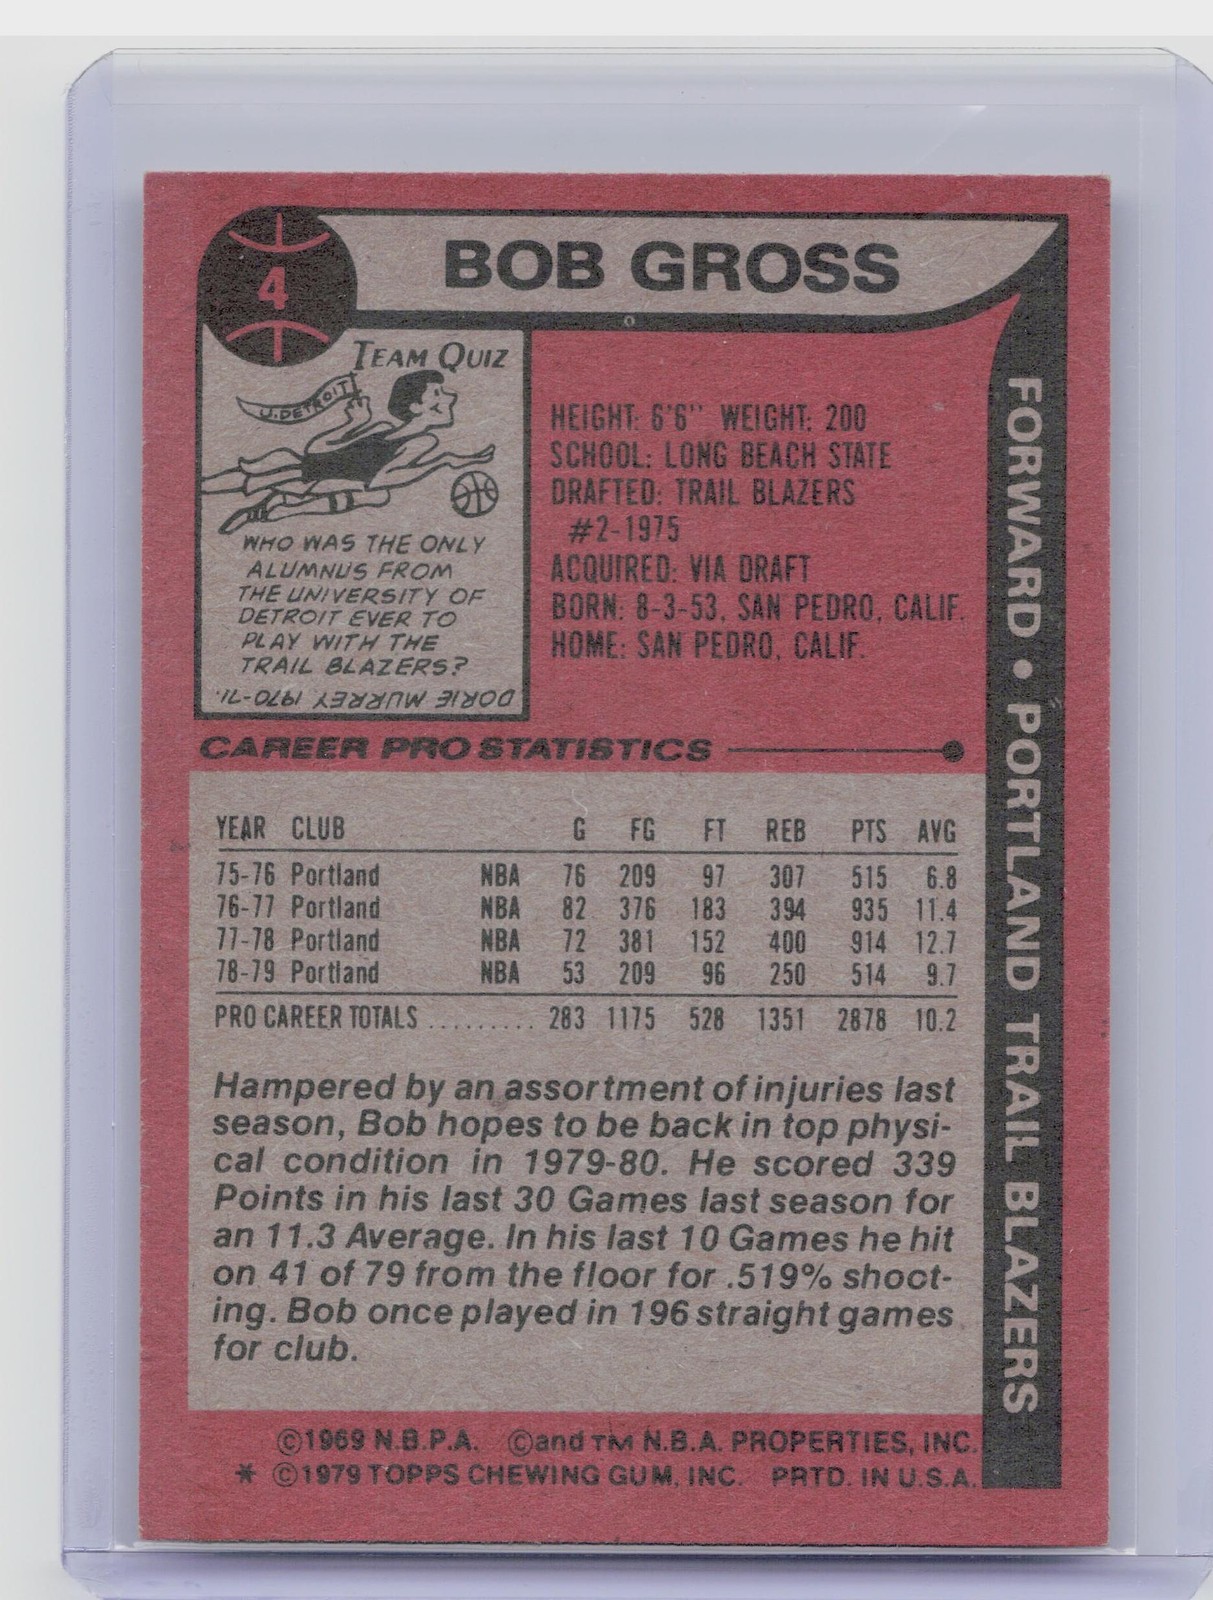 4
BOB GROSS
TEAM QUIZ
U. DETROIT
WHO WAS THE ONLY
ALUMNUS FROM
THE UNIVERSITY OF
DETROIT EVER TO
PLAY WITH THE
TRAIL BLAZERS?
DORIE MURREY 1970-71.
HEIGHT: 6'6" WEIGHT: 200
SCHOOL: LONG BEACH STATE
DRAFTED: TRAIL BLAZERS
#2-1975
ACQUIRED: VIA DRAFT
BORN: 8-3-53, SAN PEDRO, CALIF.
HOME: SAN PEDRO, CALIF.
FORWARD • PORTLAND TRAIL BLAZERS
CAREER PRO STATISTICS
YEAR CLUB G FG FT REB PTS AVG
75-76 Portland NBA 76 209 97 307 515 6.8
76-77 Portland NBA 82 376 183 394 935 11.4
77-78 Portland NBA 72 381 152 400 914 12.7
78-79 Portland NBA 53 209 96 250 514 9.7
PRO CAREER TOTALS ......... 283 1175 528 1351 2878 10.2
Hampered by an assortment of injuries last
season, Bob hopes to be back in top physi-
cal condition in 1979-80. He scored 339
Points in his last 30 Games last season for
an 11.3 Average. In his last 10 Games he hit
on 41 of 79 from the floor for .519% shoot-
ing. Bob once played in 196 straight games
for club.
©1969 N.B.P.A. ©and TM N.B.A. PROPERTIES, INC.
* ©1979 TOPPS CHEWING GUM, INC. PRTD. IN U.S.A.